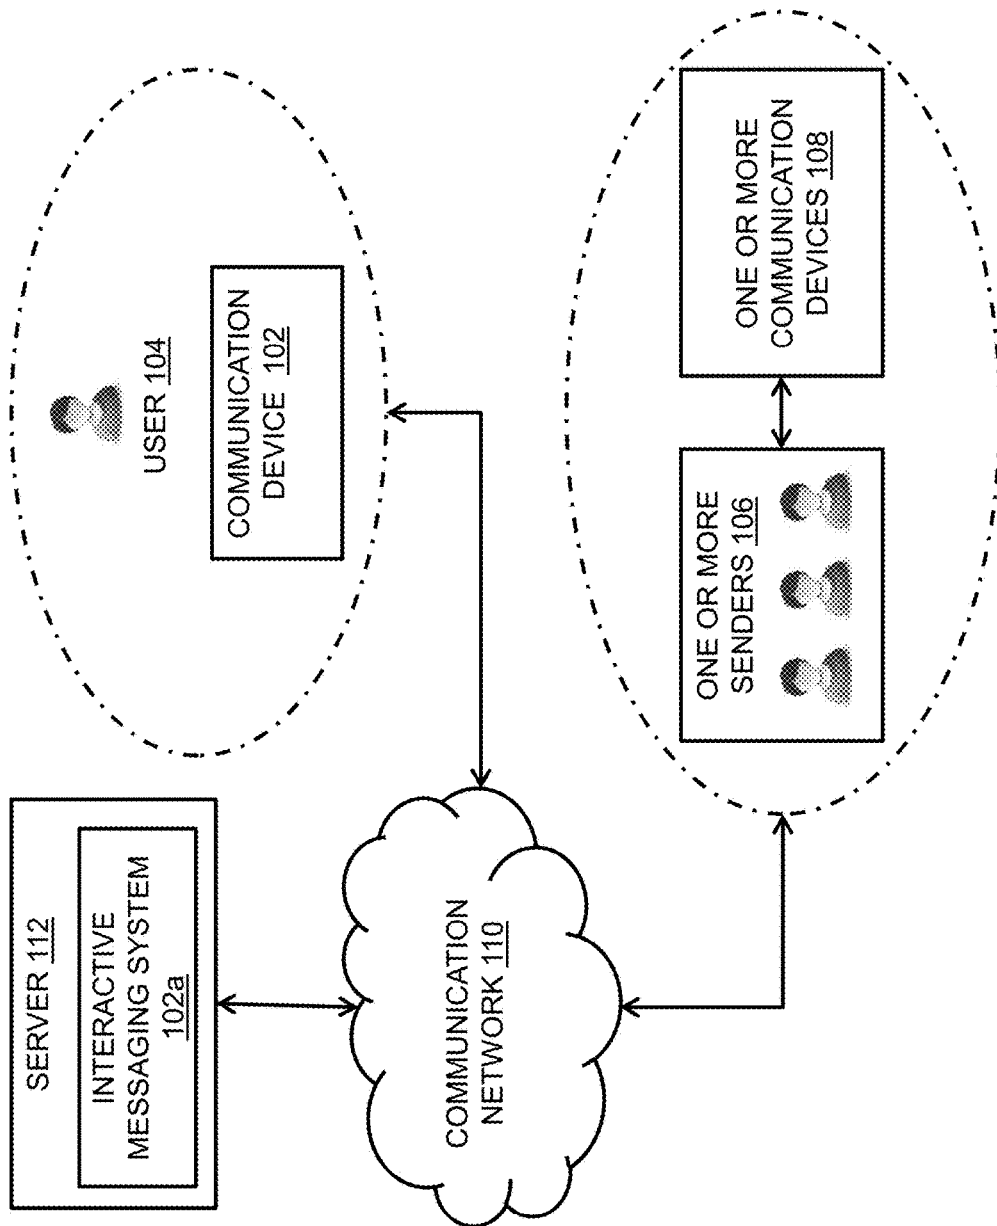 SERVER 112
INTERACTIVE
MESSAGING SYSTEM
102a
USER 104
COMMUNICATION
DEVICE 102
COMMUNICATION
NETWORK 110
ONE OR MORE
SENDERS 106
ONE OR MORE
COMMUNICATION
DEVICES 108